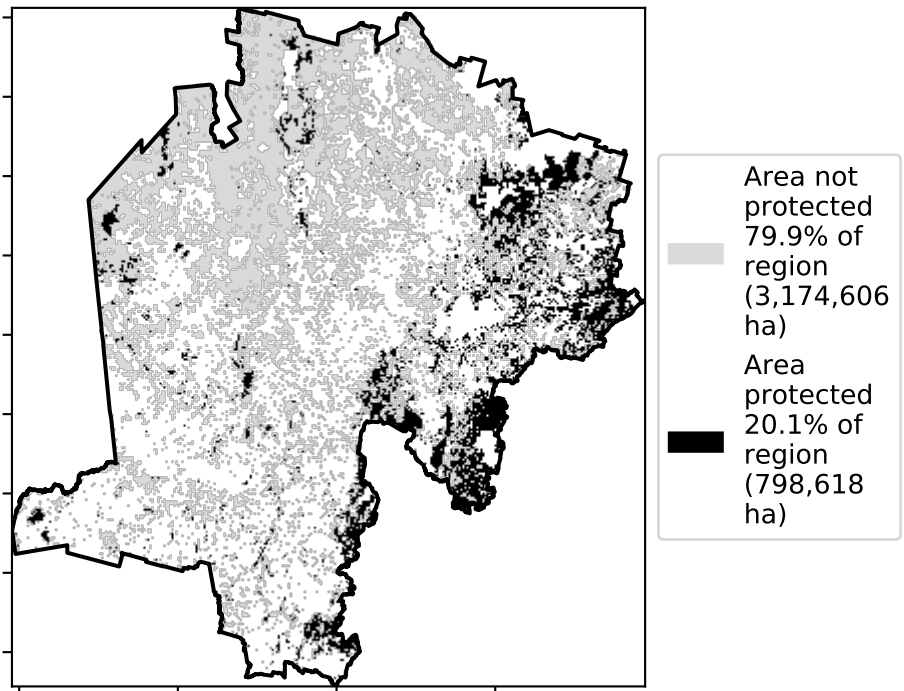 Area not
protected
79.9% of
region
(3,174,606
ha)
Area
protected
20.1% of
region
(798,618
ha)